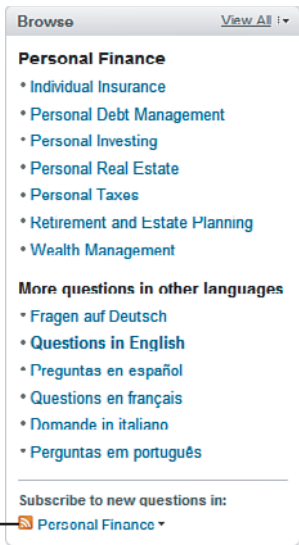 Browse View All
Personal Finance
• Individual Insurance
• Personal Debt Management
• Personal Investing
• Personal Real Estate
• Personal Taxes
• Retirement and Estate Planning
• Wealth Management
More questions in other languages
• Fragen auf Deutsch
• Questions in English
• Preguntas en español
• Questions en français
• Domande in italiano
• Perguntas em português
Subscribe to new questions in:
Personal Finance